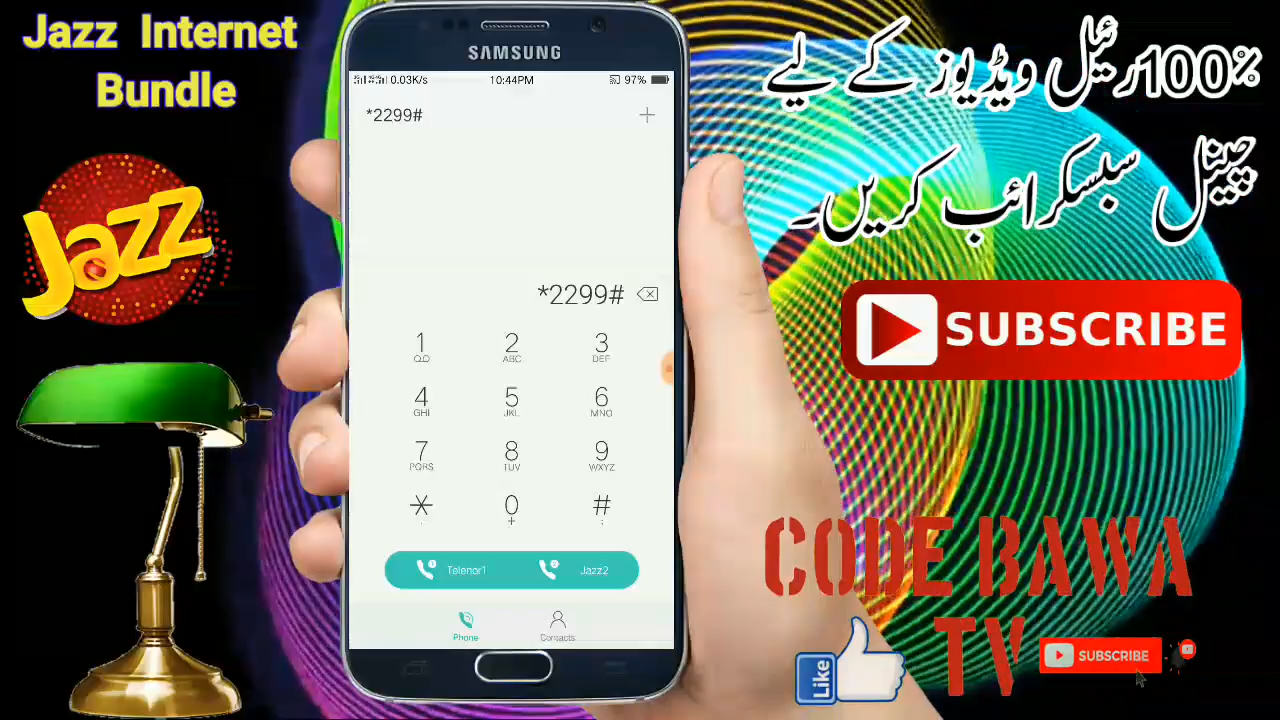 Jazz Internet
Bundle
Jazz
SAMSUNG
0.03K/s
10:44PM
97%
*2299#
*2299#
1
2 ABC
3 DEF
4 GHI
5 JKL
6 MNO
7 PQRS
8 TUV
9 WXYZ
* 0 + #
Telenor1
Jazz2
Phone
Contacts
100%رئیل ویڈیوز کے لیے
چینل سبسکرائب کریں۔
SUBSCRIBE
CODE BAWA
TV
Like
SUBSCRIBE